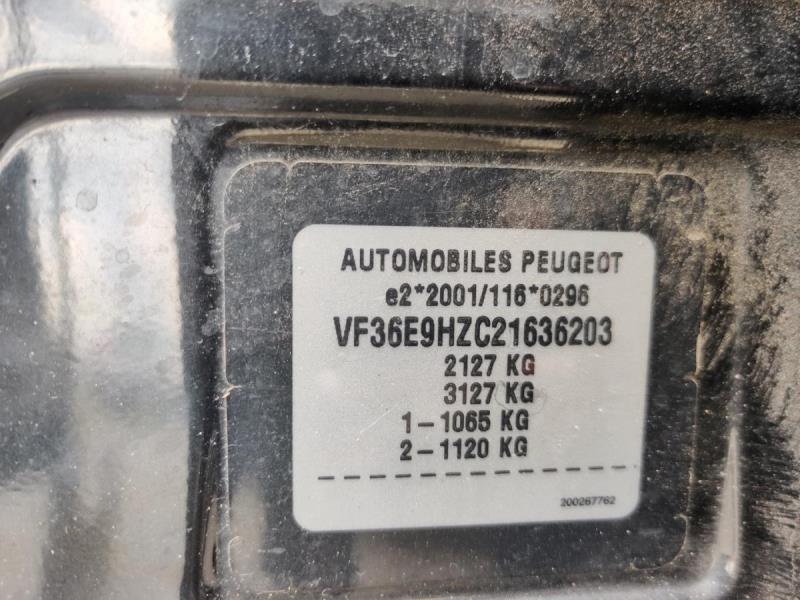 AUTOMOBILES PEUGEOT
e2*2001/116*0296
VF36E9HZC21636203
2127 KG
3127 KG
1-1065 KG
2-1120 KG
200267762